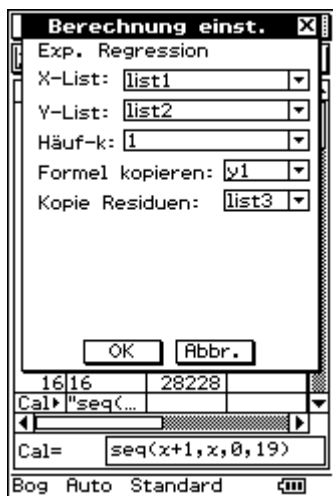 Berechnung einst.
Exp. Regression
X-List: list1
Y-List: list2
Häuf-k: 1
Formel kopieren: y1
Kopie Residuen: list3
OK Abbr.
16 16 28228
Cal "seq(...
Cal= seq(x+1,x,0,19)
Bog Auto Standard